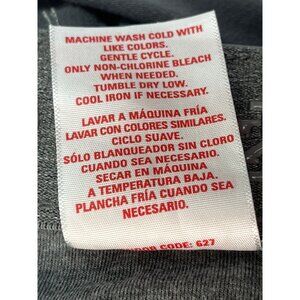 MACHINE WASH COLD WITH
LIKE COLORS.
GENTLE CYCLE.
ONLY NON-CHLORINE BLEACH
WHEN NEEDED.
TUMBLE DRY LOW.
COOL IRON IF NECESSARY.
LAVAR A MÁQUINA FRÍA
LAVAR CON COLORES SIMILARES.
CICLO SUAVE.
SÓLO BLANQUEADOR SIN CLORO
CUANDO SEA NECESARIO.
SECAR EN MÁQUINA
A TEMPERATURA BAJA.
PLANCHA FRÍA CUANDO SEA
NECESARIO.
CODE: 627